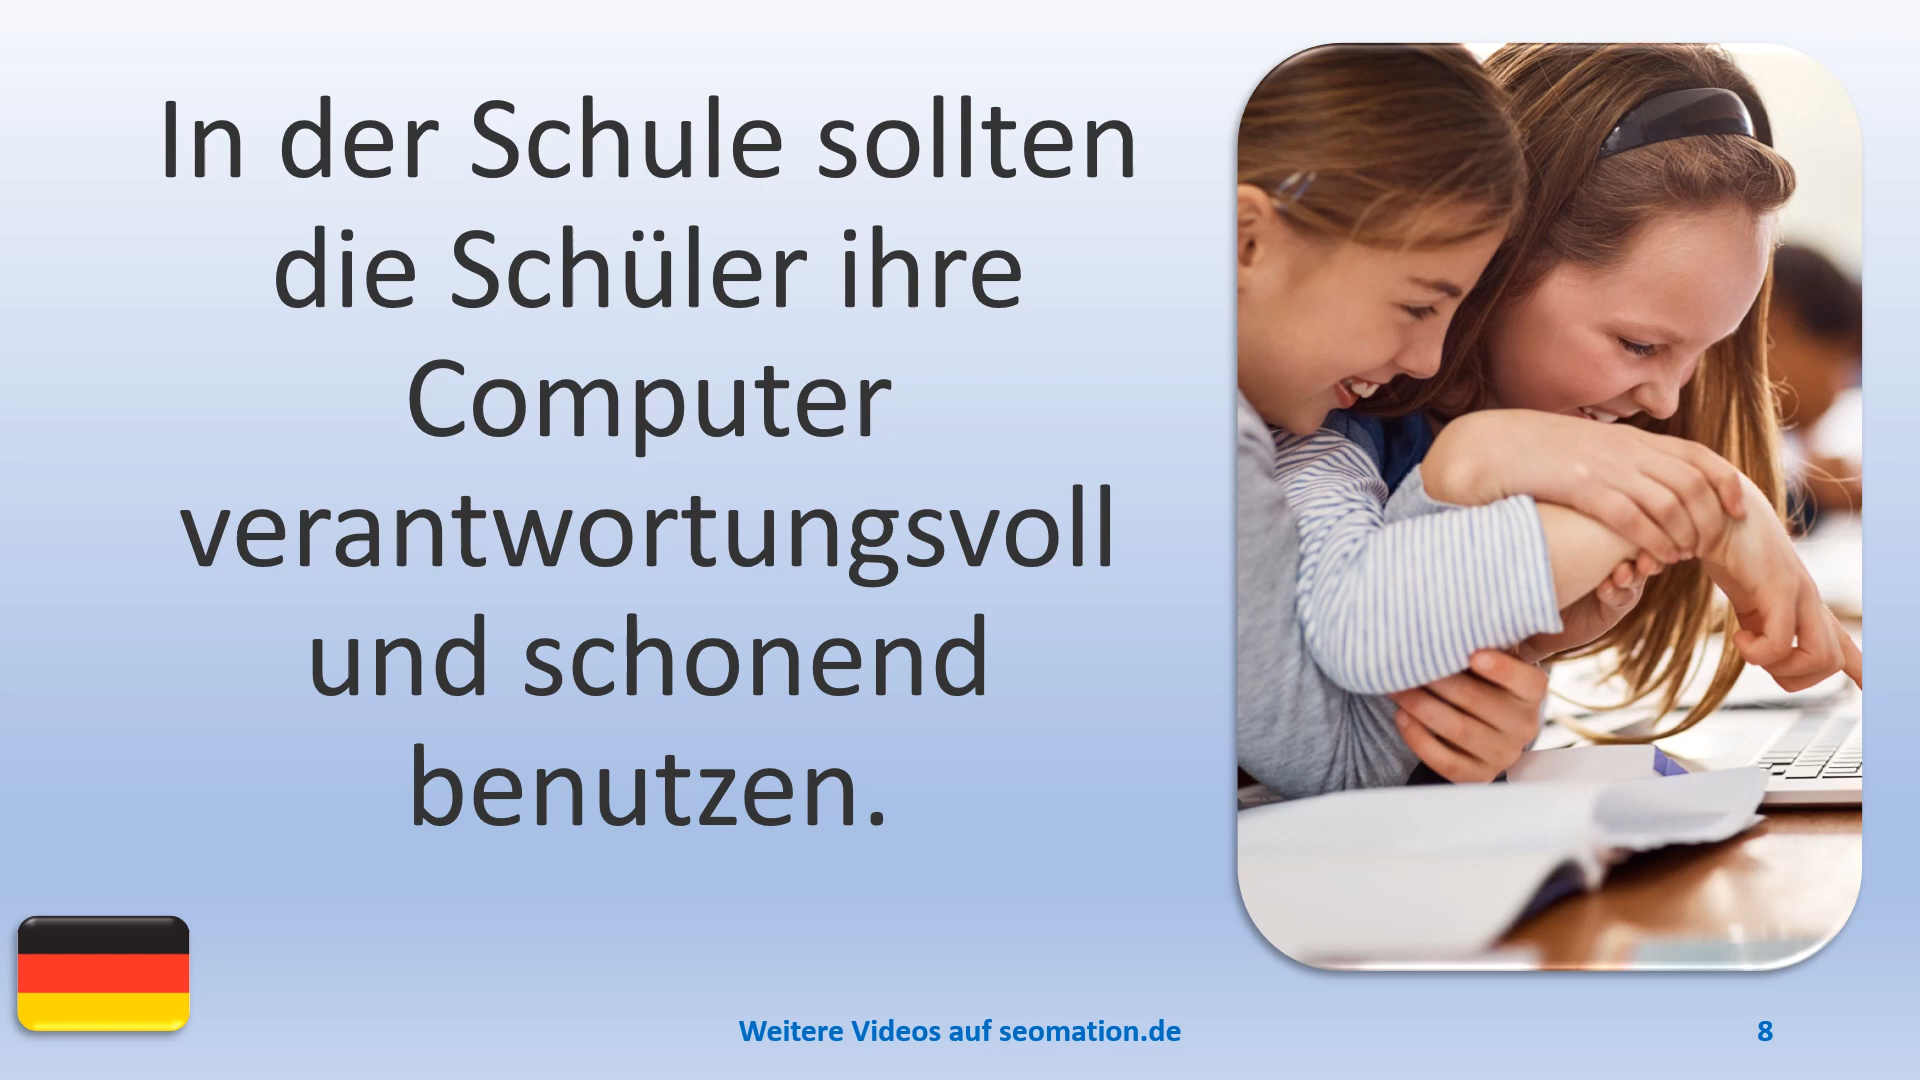 In der Schule sollten
die Schüler ihre
Computer
verantwortungsvoll
und schonend
benutzen.
Weitere Videos auf seomation.de
8